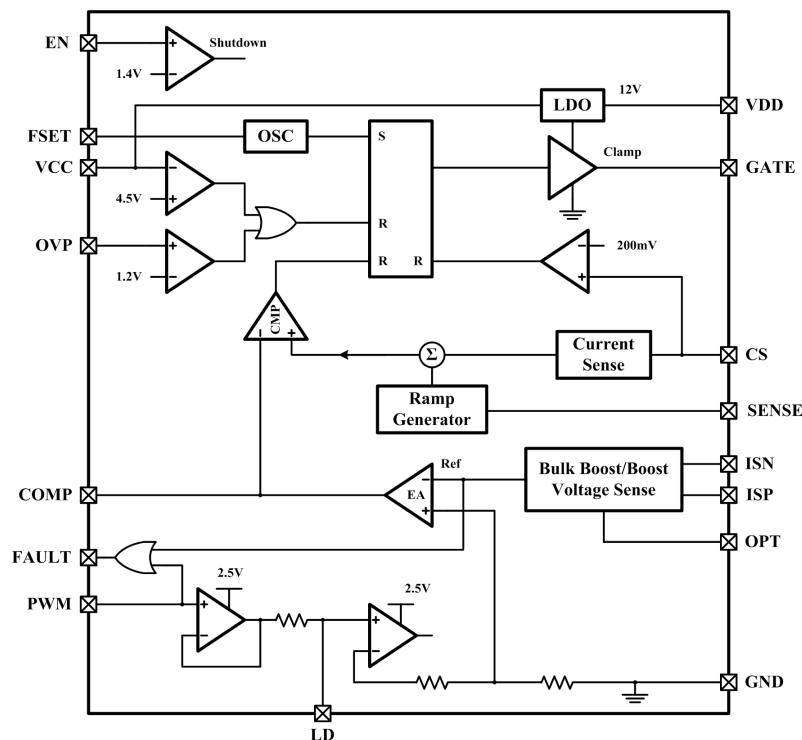 EN
+
Shutdown
1.4V
−
12V
LDO
VDD
FSET
OSC
S
VCC
−
Clamp
GATE
4.5V
+
R
OVP
+
−
200mV
1.2V
−
R
R
+
CMP
−
+
Σ
Current
Sense
CS
Ramp
Generator
SENSE
Ref
Bulk Boost/Boost
Voltage Sense
ISN
ISP
COMP
−
EA
+
OPT
FAULT
2.5V
2.5V
PWM
+
−
+
−
GND
LD